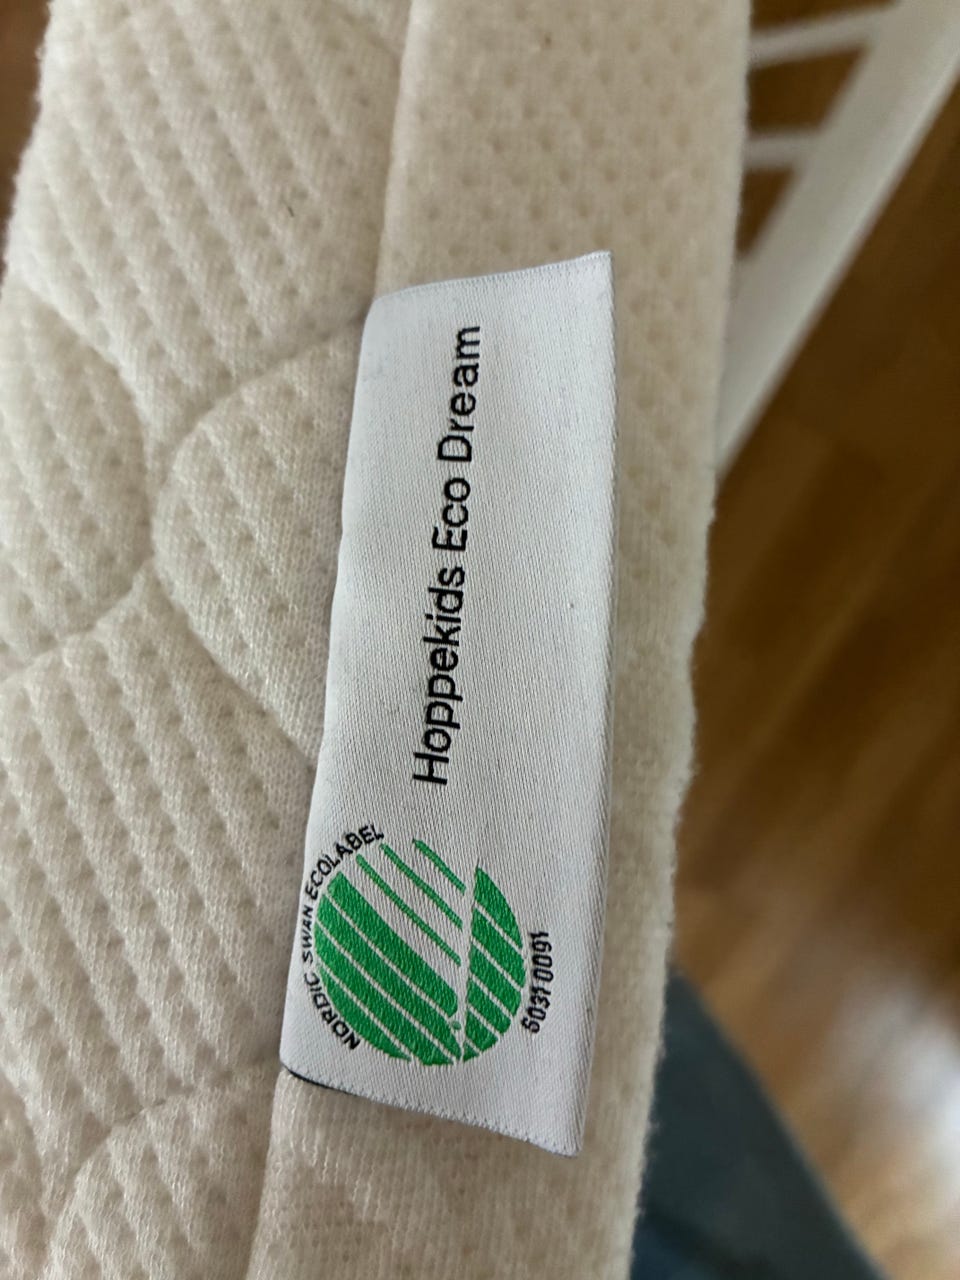 Hoppekids Eco Dream
NORDIC SWAN ECOLABEL
5031 0091